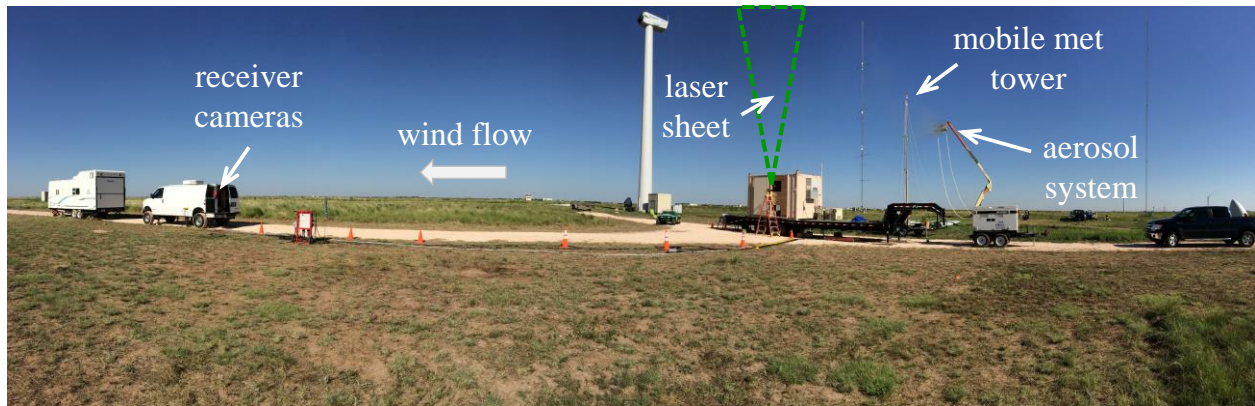 receiver
cameras
wind flow
laser
sheet
mobile met
tower
aerosol
system